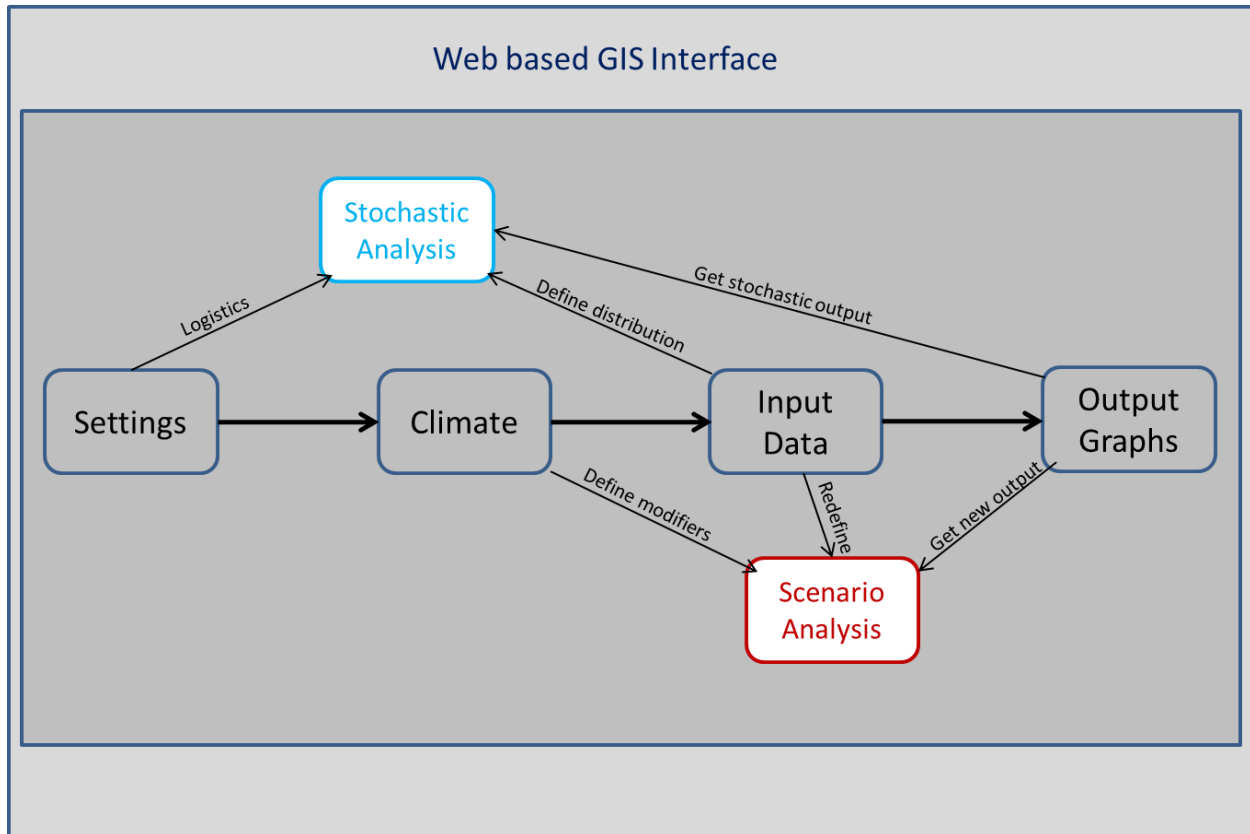 Web based GIS Interface
Stochastic
Analysis
Logistics
Define distribution
Get stochastic output
Settings
Climate
Input
Data
Output
Graphs
Define modifiers
Redefine
Get new output
Scenario
Analysis